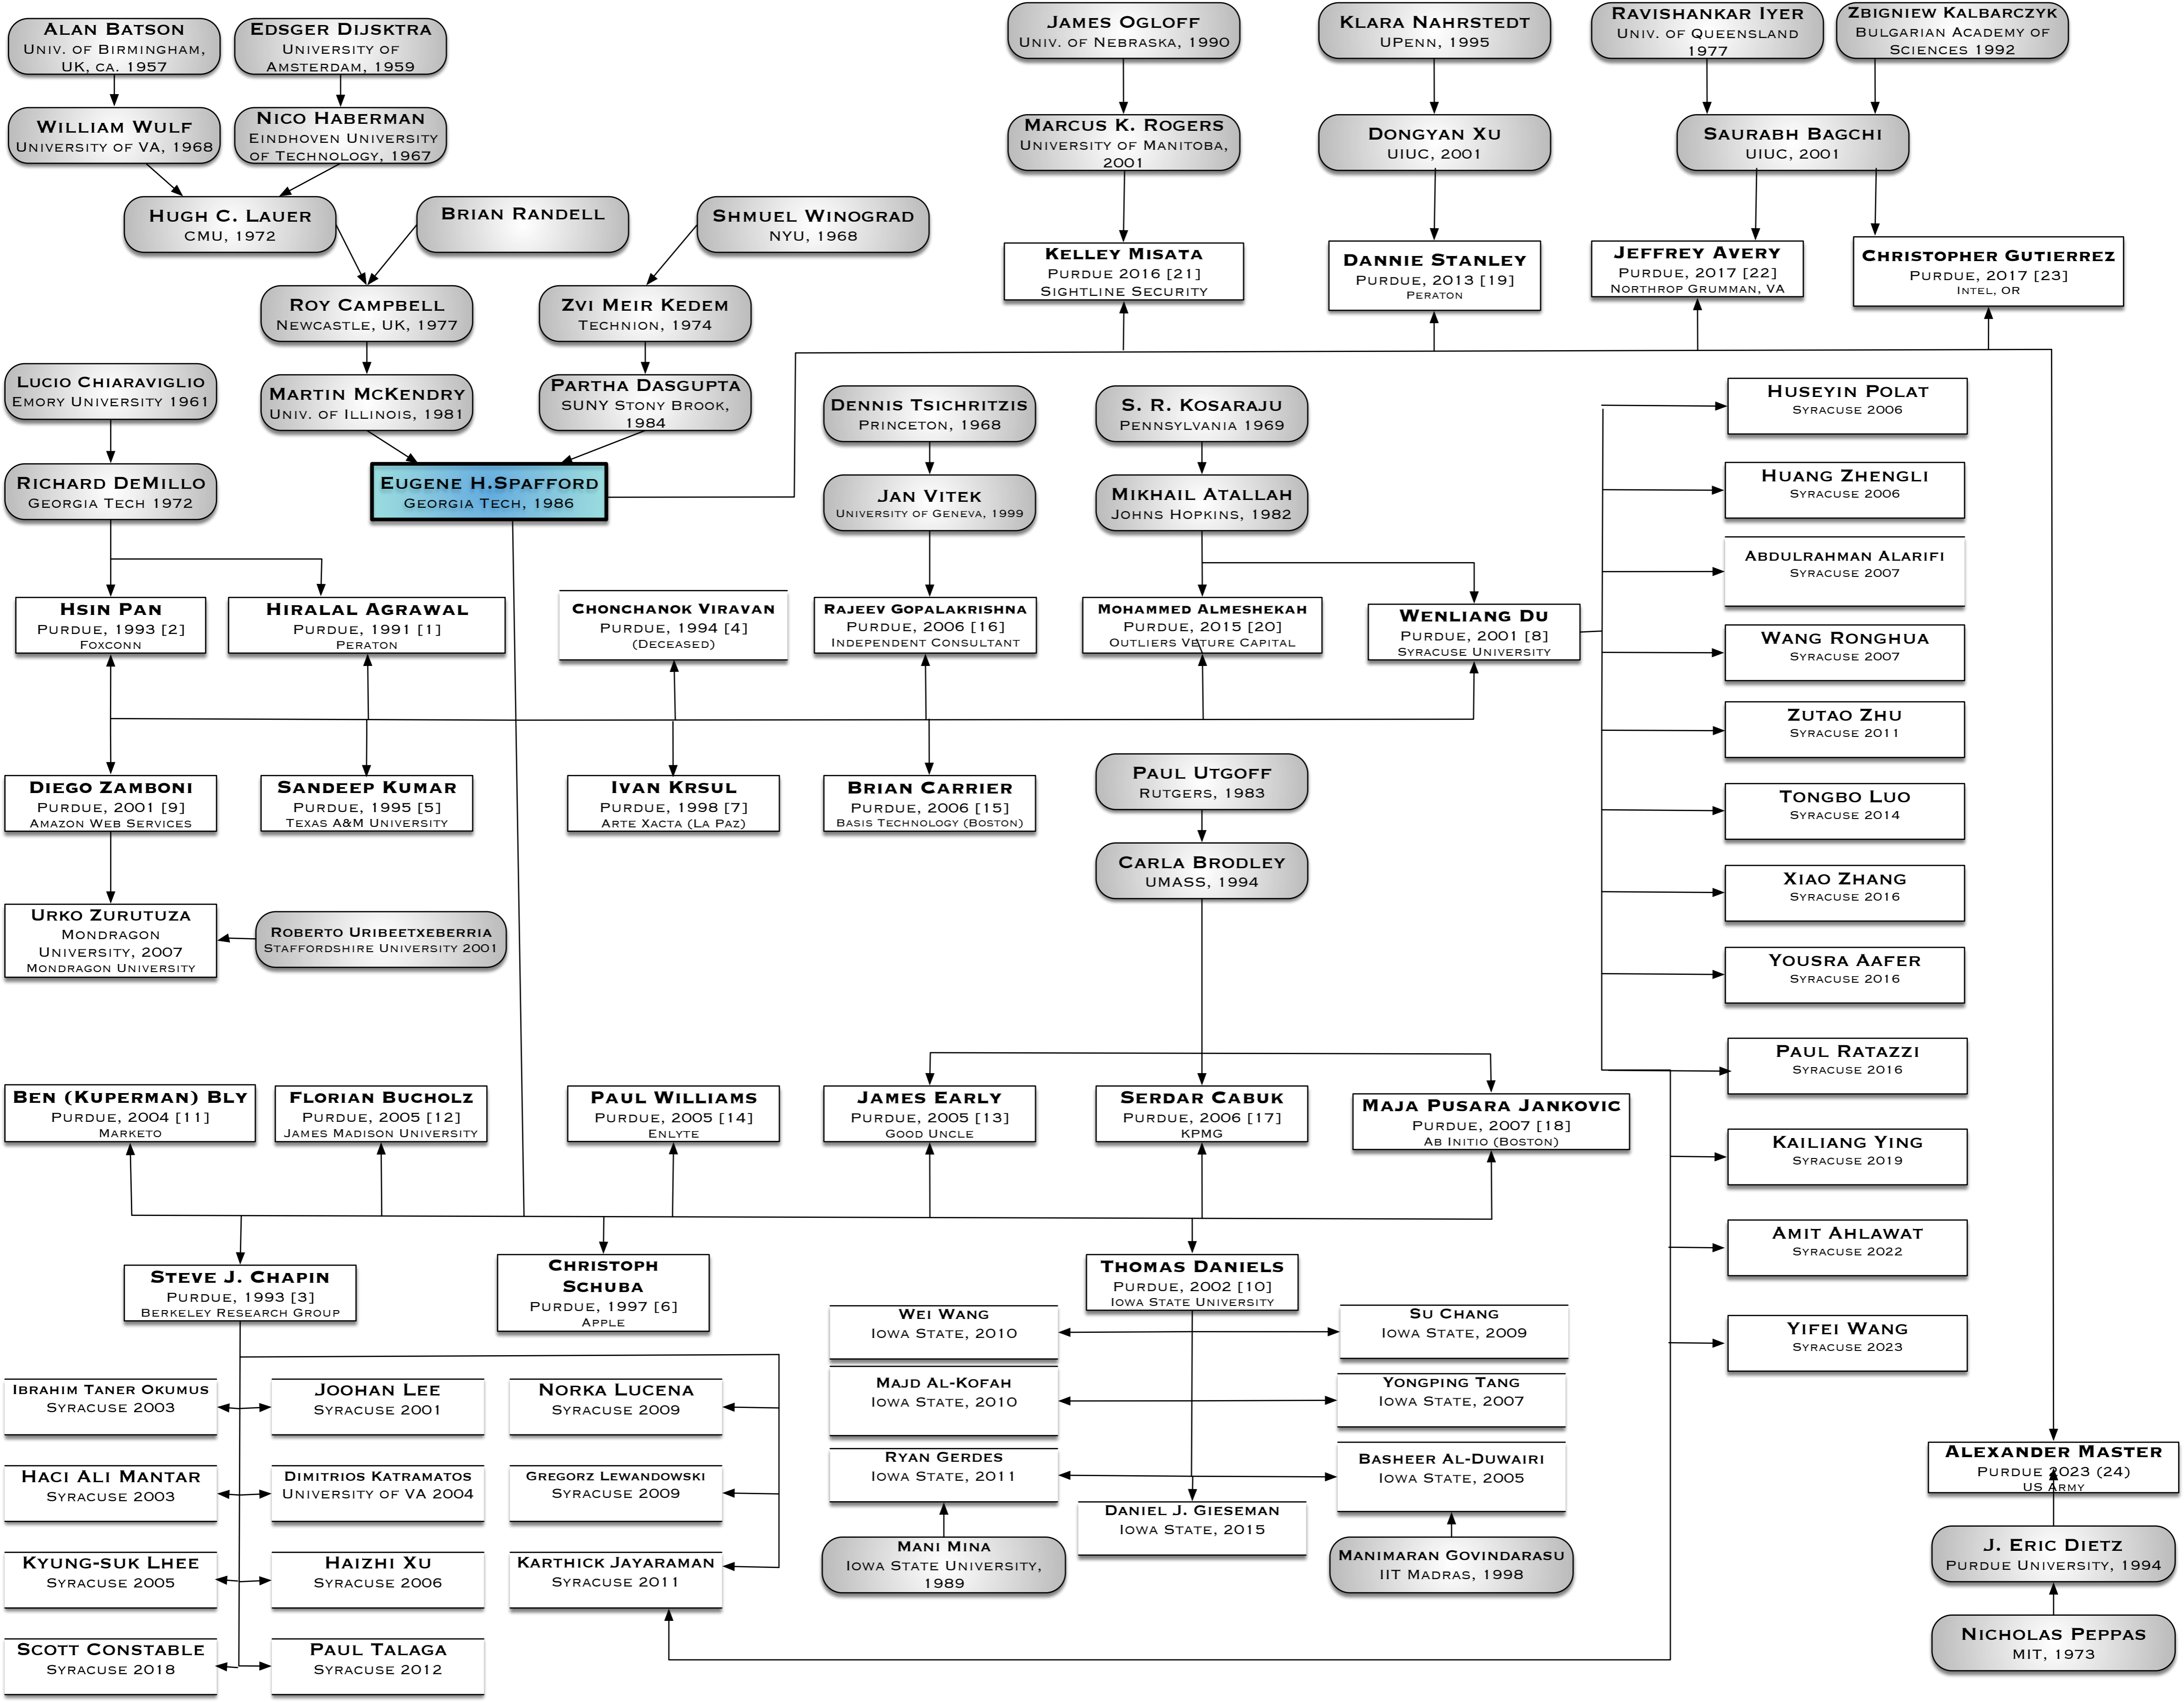 Alan Batson
Univ. of Birmingham,
UK, ca. 1957
Edsger Dijsktra
University of
Amsterdam, 1959
James Ogloff
Univ. of Nebraska, 1990
Klara Nahrstedt
UPenn, 1995
Ravishankar Iyer
Univ. of Queensland
1977
Zbigniew Kalbarczyk
Bulgarian Academy of
Sciences 1992
William Wulf
University of VA, 1968
Nico Haberman
Eindhoven University
of Technology, 1967
Marcus K. Rogers
University of Manitoba,
2001
Dongyan Xu
UIUC, 2001
Saurabh Bagchi
UIUC, 2001
Hugh C. Lauer
CMU, 1972
Brian Randell
Shmuel Winograd
NYU, 1968
Kelley Misata
Purdue 2016 [21]
Sightline Security
Dannie Stanley
Purdue, 2013 [19]
Peraton
Jeffrey Avery
Purdue, 2017 [22]
Northrop Grumman, VA
Christopher Gutierrez
Purdue, 2017 [23]
Intel, OR
Roy Campbell
Newcastle, UK, 1977
Zvi Meir Kedem
Technion, 1974
Lucio Chiaraviglio
Emory University 1961
Martin McKendry
Univ. of Illinois, 1981
Partha Dasgupta
SUNY Stony Brook,
1984
Dennis Tsichritzis
Princeton, 1968
S. R. Kosaraju
Pennsylvania 1969
Huseyin Polat
Syracuse 2006
Richard DeMillo
Georgia Tech 1972
Eugene H.Spafford
Georgia Tech, 1986
Jan Vitek
University of Geneva, 1999
Mikhail Atallah
Johns Hopkins, 1982
Huang Zhengli
Syracuse 2006
Abdulrahman Alarifi
Syracuse 2007
Hsin Pan
Purdue, 1993 [2]
Foxconn
Hiralal Agrawal
Purdue, 1991 [1]
Peraton
Chonchanok Viravan
Purdue, 1994 [4]
(Deceased)
Rajeev Gopalakrishna
Purdue, 2006 [16]
Independent Consultant
Mohammed Almeshekah
Purdue, 2015 [20]
Outliers Veture Capital
Wenliang Du
Purdue, 2001 [8]
Syracuse University
Wang Ronghua
Syracuse 2007
Zutao Zhu
Syracuse 2011
Diego Zamboni
Purdue, 2001 [9]
Amazon Web Services
Sandeep Kumar
Purdue, 1995 [5]
Texas A&M University
Ivan Krsul
Purdue, 1998 [7]
Arte Xacta (La Paz)
Brian Carrier
Purdue, 2006 [15]
Basis Technology (Boston)
Paul Utgoff
Rutgers, 1983
Tongbo Luo
Syracuse 2014
Carla Brodley
UMASS, 1994
Xiao Zhang
Syracuse 2016
Urko Zurutuza
Mondragon
University, 2007
Mondragon University
Roberto Uribeetxeberria
Staffordshire University 2001
Yousra Aafer
Syracuse 2016
Paul Ratazzi
Syracuse 2016
Ben (Kuperman) Bly
Purdue, 2004 [11]
Marketo
Florian Bucholz
Purdue, 2005 [12]
James Madison University
Paul Williams
Purdue, 2005 [14]
Enlyte
James Early
Purdue, 2005 [13]
Good Uncle
Serdar Cabuk
Purdue, 2006 [17]
KPMG
Maja Pusara Jankovic
Purdue, 2007 [18]
Ab Initio (Boston)
Kailiang Ying
Syracuse 2019
Amit Ahlawat
Syracuse 2022
Steve J. Chapin
Purdue, 1993 [3]
Berkeley Research Group
Christoph
Schuba
Purdue, 1997 [6]
Apple
Thomas Daniels
Purdue, 2002 [10]
Iowa State University
Wei Wang
Iowa State, 2010
Su Chang
Iowa State, 2009
Yifei Wang
Syracuse 2023
Ibrahim Taner Okumus
Syracuse 2003
Joohan Lee
Syracuse 2001
Norka Lucena
Syracuse 2009
Majd Al-Kofah
Iowa State, 2010
Yongping Tang
Iowa State, 2007
Haci Ali Mantar
Syracuse 2003
Dimitrios Katramatos
University of VA 2004
Gregorz Lewandowski
Syracuse 2009
Ryan Gerdes
Iowa State, 2011
Basheer Al-Duwairi
Iowa State, 2005
Alexander Master
Purdue 2023 (24)
US Army
Daniel J. Gieseman
Iowa State, 2015
Kyung-suk Lhee
Syracuse 2005
Haizhi Xu
Syracuse 2006
Karthick Jayaraman
Syracuse 2011
Mani Mina
Iowa State University,
1989
Manimaran Govindarasu
IIT Madras, 1998
J. Eric Dietz
Purdue University, 1994
Scott Constable
Syracuse 2018
Paul Talaga
Syracuse 2012
Nicholas Peppas
MIT, 1973